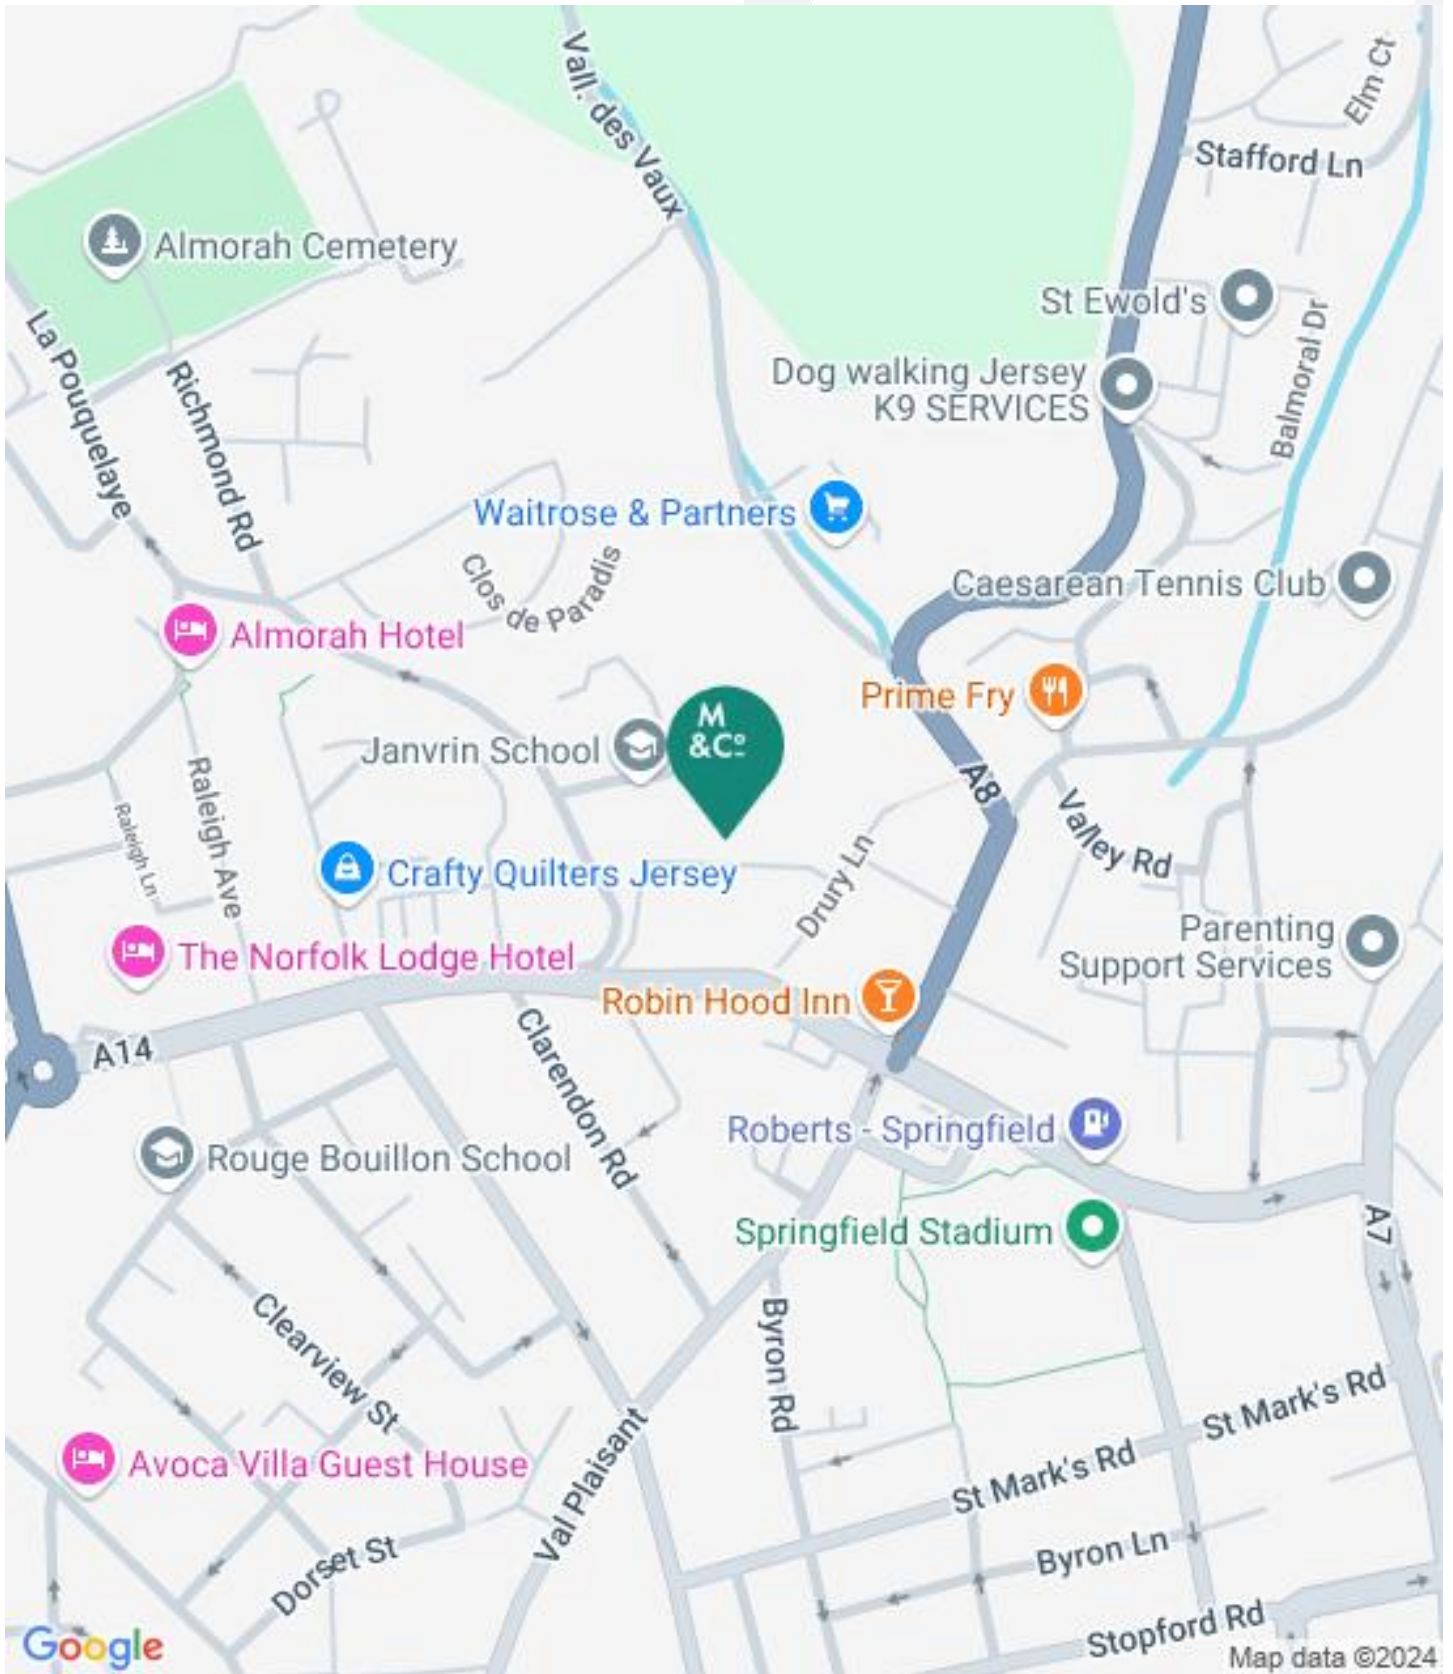 Vall. des Vaux
Elm Ct
Stafford Ln
Almorah Cemetery
St Ewold's
La Pouquelaye
Richmond Rd
Dog walking Jersey
K9 SERVICES
Balmoral Dr
Waitrose & Partners
Clos de Paradis
Caesarean Tennis Club
Almorah Hotel
Prime Fry
M
&Co
Janvrin School
Raleigh Ave
Raleigh Ln
A8
Valley Rd
Crafty Quilters Jersey
Drury Ln
Parenting
Support Services
The Norfolk Lodge Hotel
Robin Hood Inn
A14
Clarendon Rd
Roberts - Springfield
Rouge Bouillon School
Springfield Stadium
A7
Clearview St
Byron Rd
St Mark's Rd
St Mark's Rd
Avoca Villa Guest House
Val Plaisant
Dorset St
Byron Ln
Stopford Rd
Google
Map data ©2024